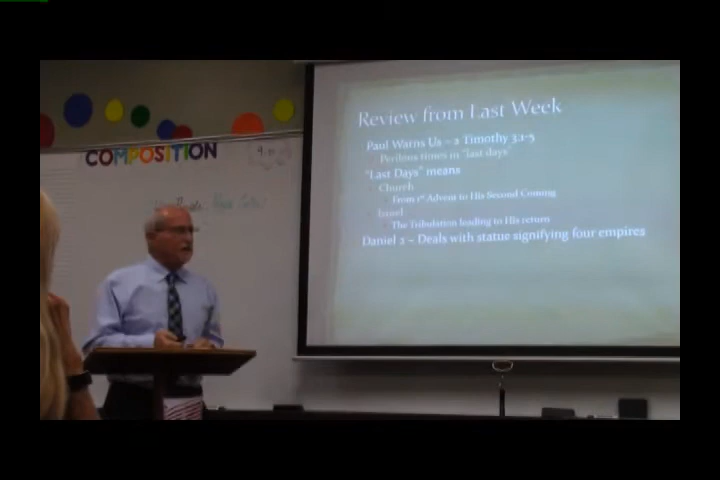 COMPOSITION
Review from Last Week
Paul Warns Us – 2 Timothy 3:1-5
Perilous times in "last days"
"Last Days" means
Church
From 1st Advent to His Second Coming
Israel
The Tribulation leading to His return
Daniel 2 – Deals with statue signifying four empires